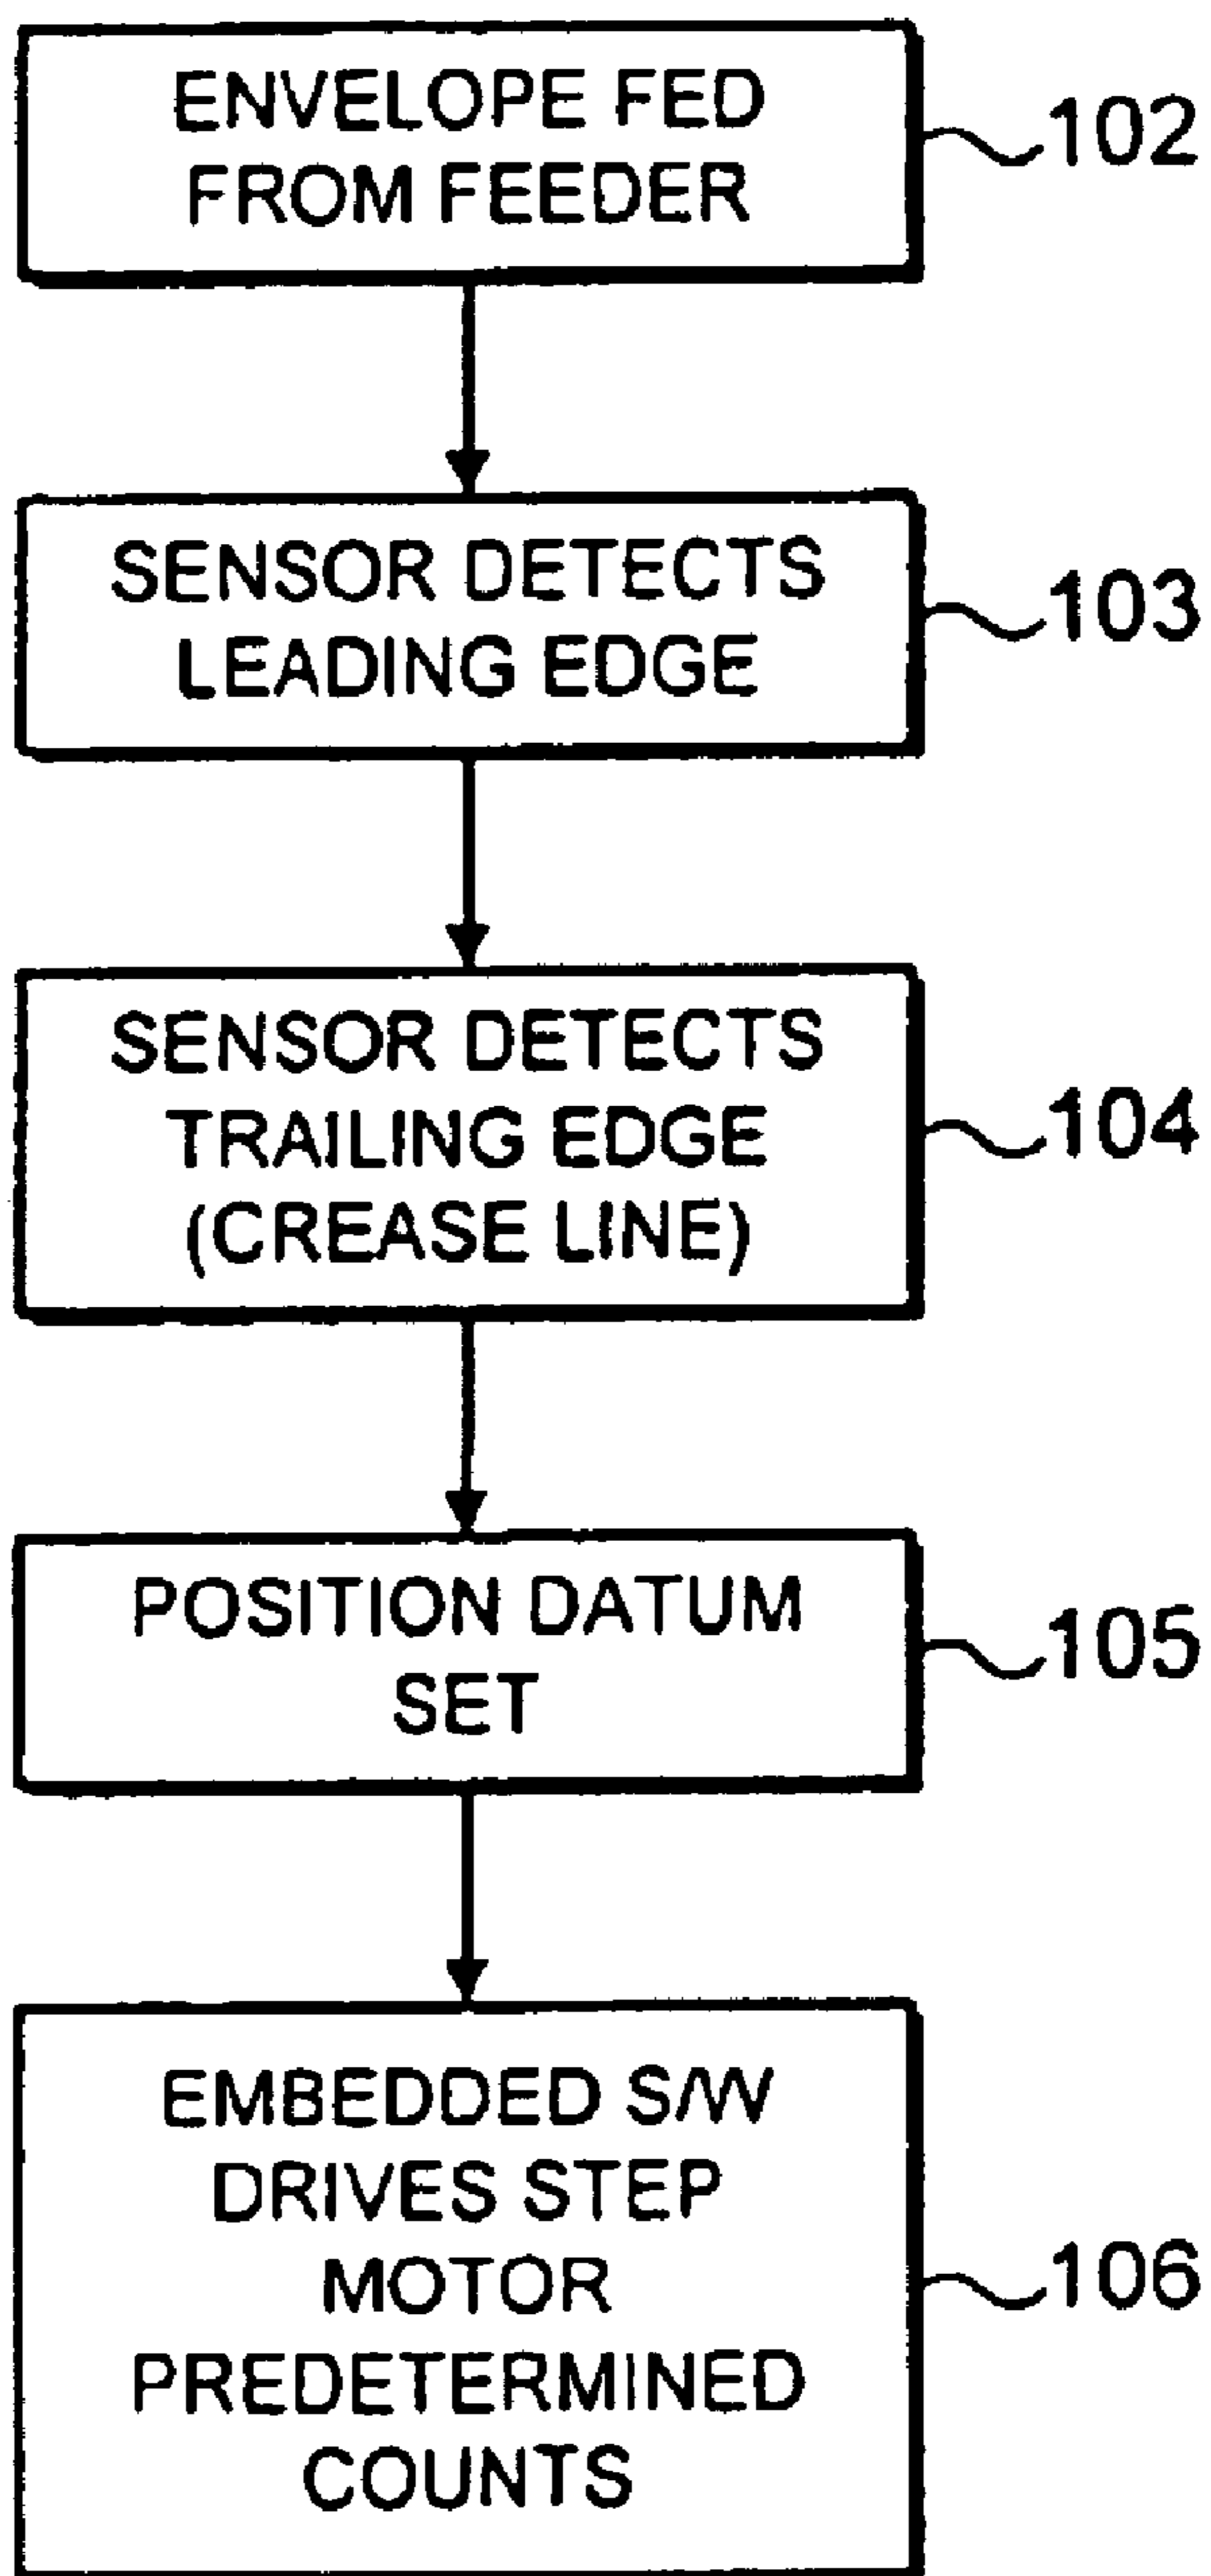 ENVELOPE FED
FROM FEEDER
102
SENSOR DETECTS
LEADING EDGE
103
SENSOR DETECTS
TRAILING EDGE
(CREASE LINE)
104
POSITION DATUM
SET
105
EMBEDDED S/W
DRIVES STEP
MOTOR
PREDETERMINED
COUNTS
106